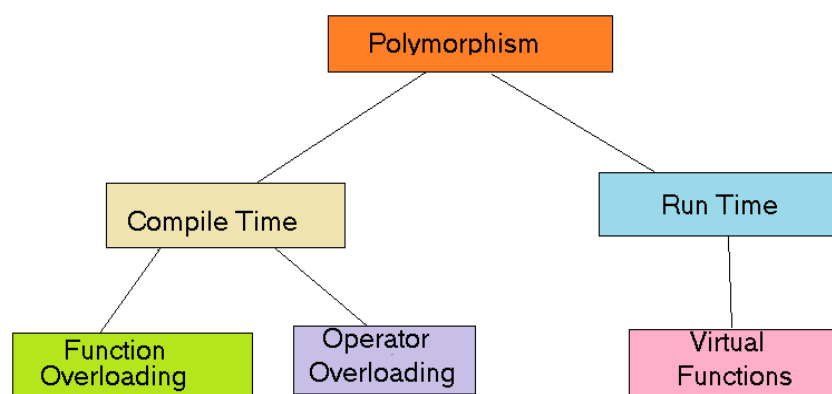 Polymorphism
Compile Time
Run Time
Function
Overloading
Operator
Overloading
Virtual
Functions